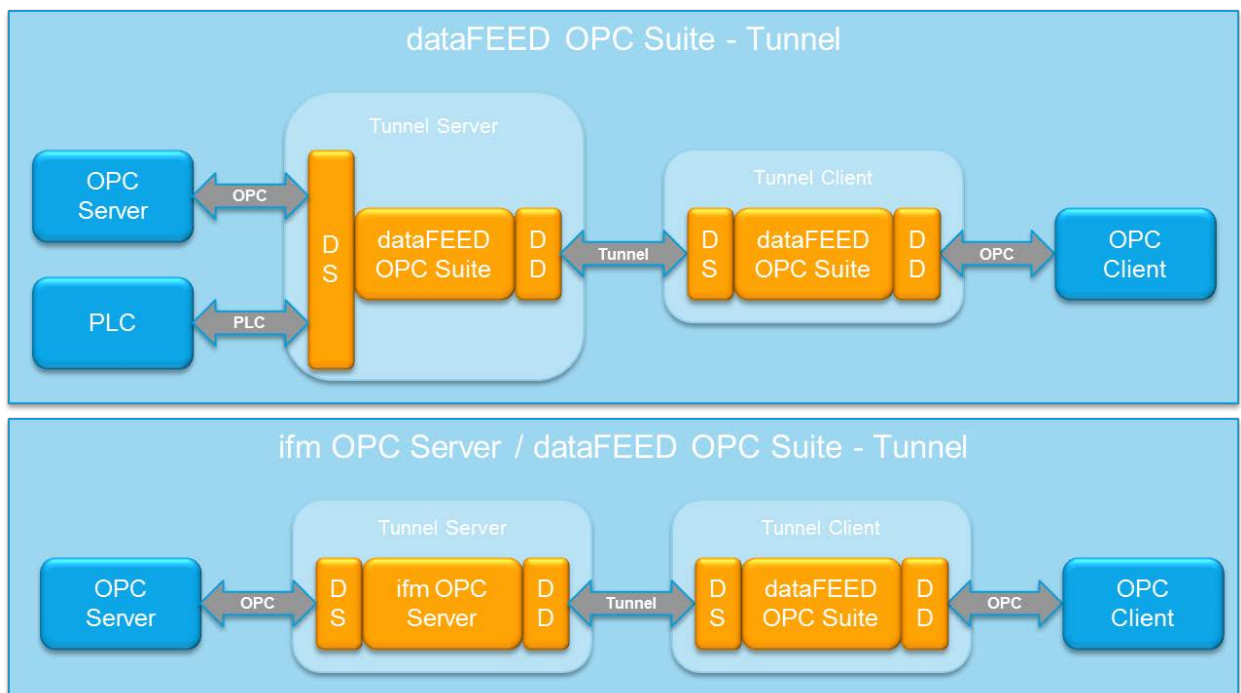 dataFEED OPC Suite - Tunnel
Tunnel Server
Tunnel Client
OPC
Server
OPC
D
S
dataFEED
OPC Suite
D
D
Tunnel
D
S
dataFEED
OPC Suite
D
D
OPC
OPC
Client
PLC
PLC
ifm OPC Server / dataFEED OPC Suite - Tunnel
Tunnel Server
Tunnel Client
OPC
Server
OPC
D
S
ifm OPC
Server
D
D
Tunnel
D
S
dataFEED
OPC Suite
D
D
OPC
OPC
Client